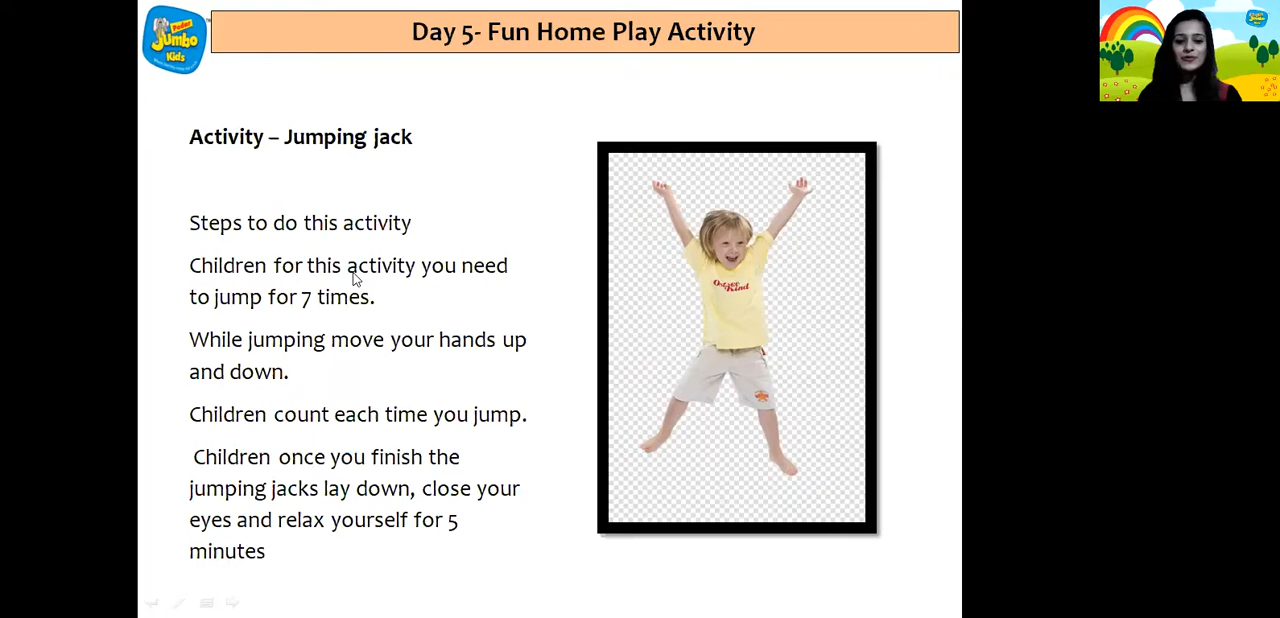 Podar
Jumbo
Kids
Day 5- Fun Home Play Activity
Activity – Jumping jack
Steps to do this activity
Children for this activity you need
to jump for 7 times.
While jumping move your hands up
and down.
Children count each time you jump.
Children once you finish the
jumping jacks lay down, close your
eyes and relax yourself for 5
minutes